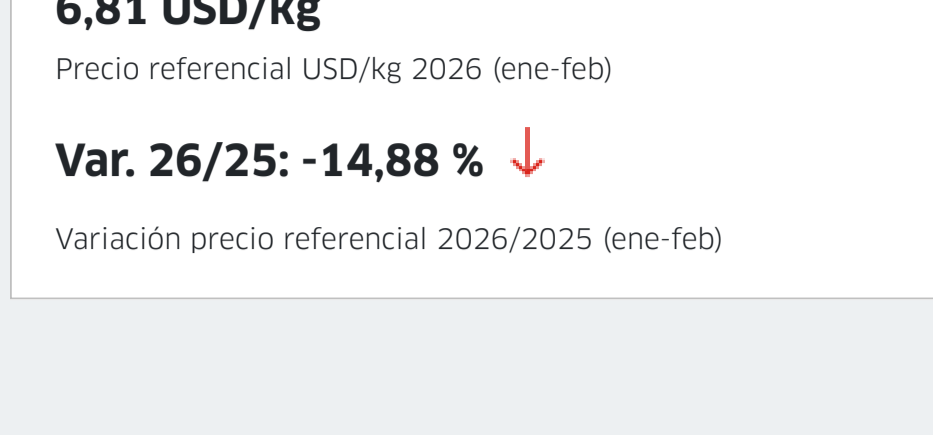 6,81 USD/kg
Precio referencial USD/kg 2026 (ene-feb)
Var. 26/25: -14,88 %
Variación precio referencial 2026/2025 (ene-feb)